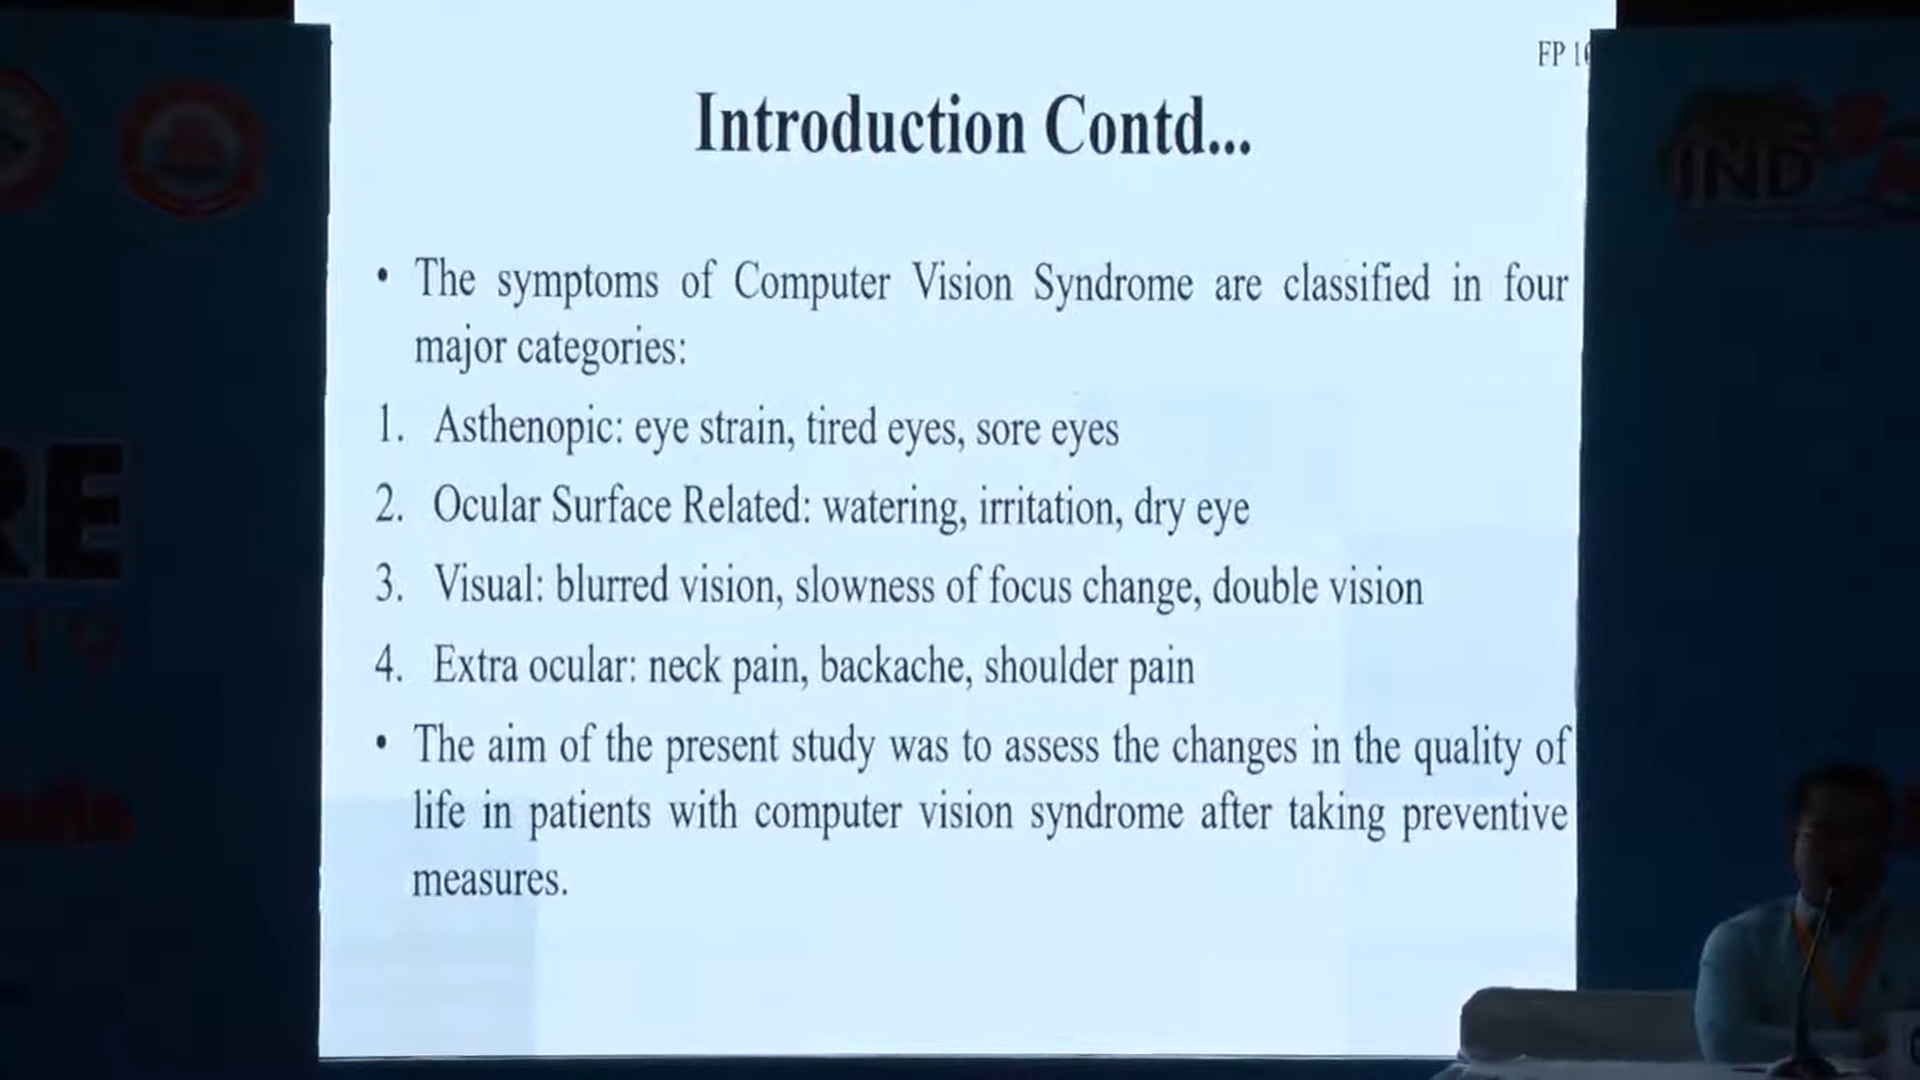 FP
Introduction Contd...
• The symptoms of Computer Vision Syndrome are classified in four
major categories:
1. Asthenopic: eye strain, tired eyes, sore eyes
2. Ocular Surface Related: watering, irritation, dry eye
3. Visual: blurred vision, slowness of focus change, double vision
4. Extra ocular: neck pain, backache, shoulder pain
• The aim of the present study was to assess the changes in the quality of
life in patients with computer vision syndrome after taking preventive
measures.
RE
IND